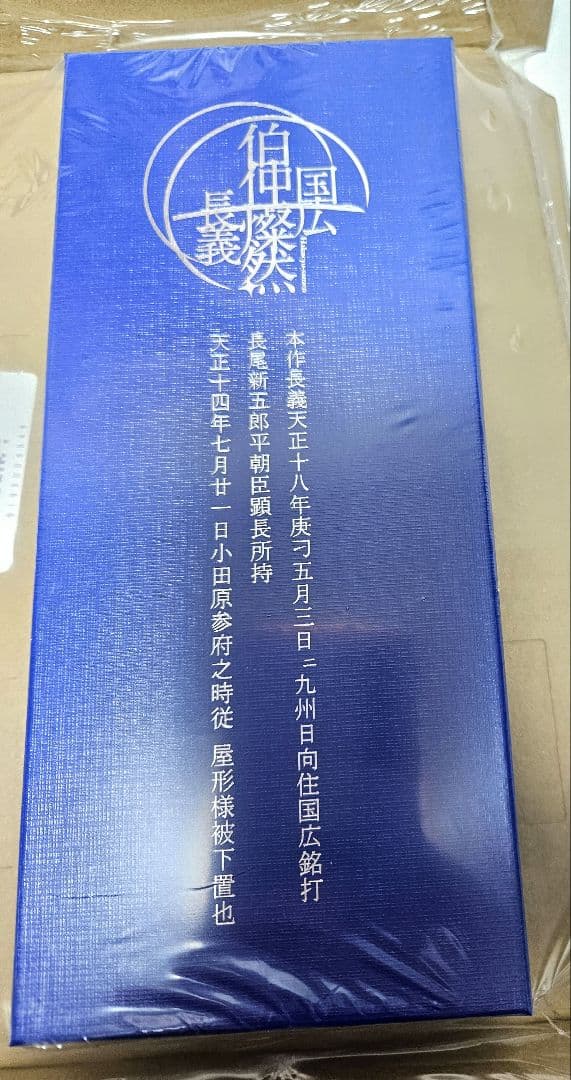 伯仲燦然
国広
長義
本作長義天正十八年庚刁五月三日ニ九州日向住国広銘打
長尾新五郎平朝臣顕長所持
天正十四年七月廿一日小田原参府之時従 屋形様被下置也